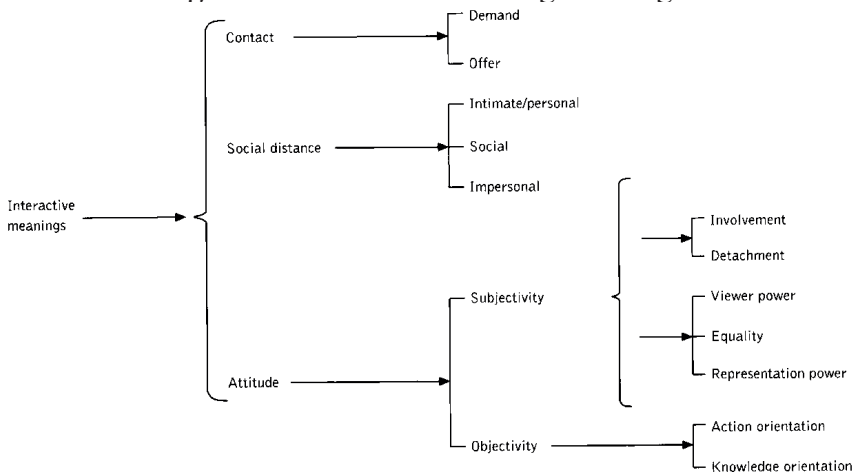 Demand
Contact
Offer
Intimate/personal
Social distance
Social
Impersonal
Interactive
meanings
Involvement
Detachment
Subjectivity
Viewer power
Equality
Representation power
Attitude
Action orientation
Objectivity
Knowledge orientation